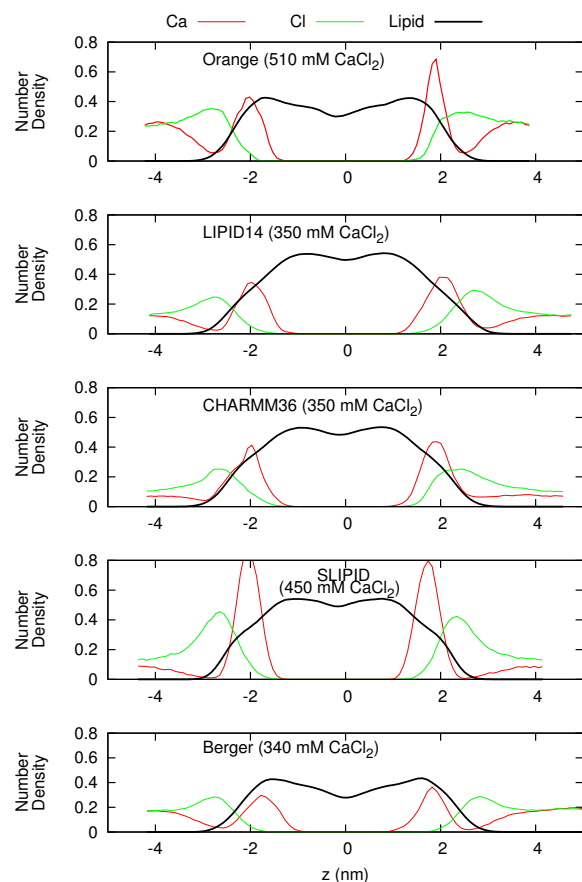 Ca Cl Lipid
Orange (510 mM CaCl₂)
Number
Density
0.8
0.6
0.4
0.2
0
-4 -2 0 2 4
LIPID14 (350 mM CaCl₂)
Number
Density
0.8
0.6
0.4
0.2
0
-4 -2 0 2 4
CHARMM36 (350 mM CaCl₂)
Number
Density
0.8
0.6
0.4
0.2
0
-4 -2 0 2 4
SLIPID
(450 mM CaCl₂)
Number
Density
0.8
0.6
0.4
0.2
0
-4 -2 0 2 4
Berger (340 mM CaCl₂)
Number
Density
0.8
0.6
0.4
0.2
0
-4 -2 0 2 4
z (nm)